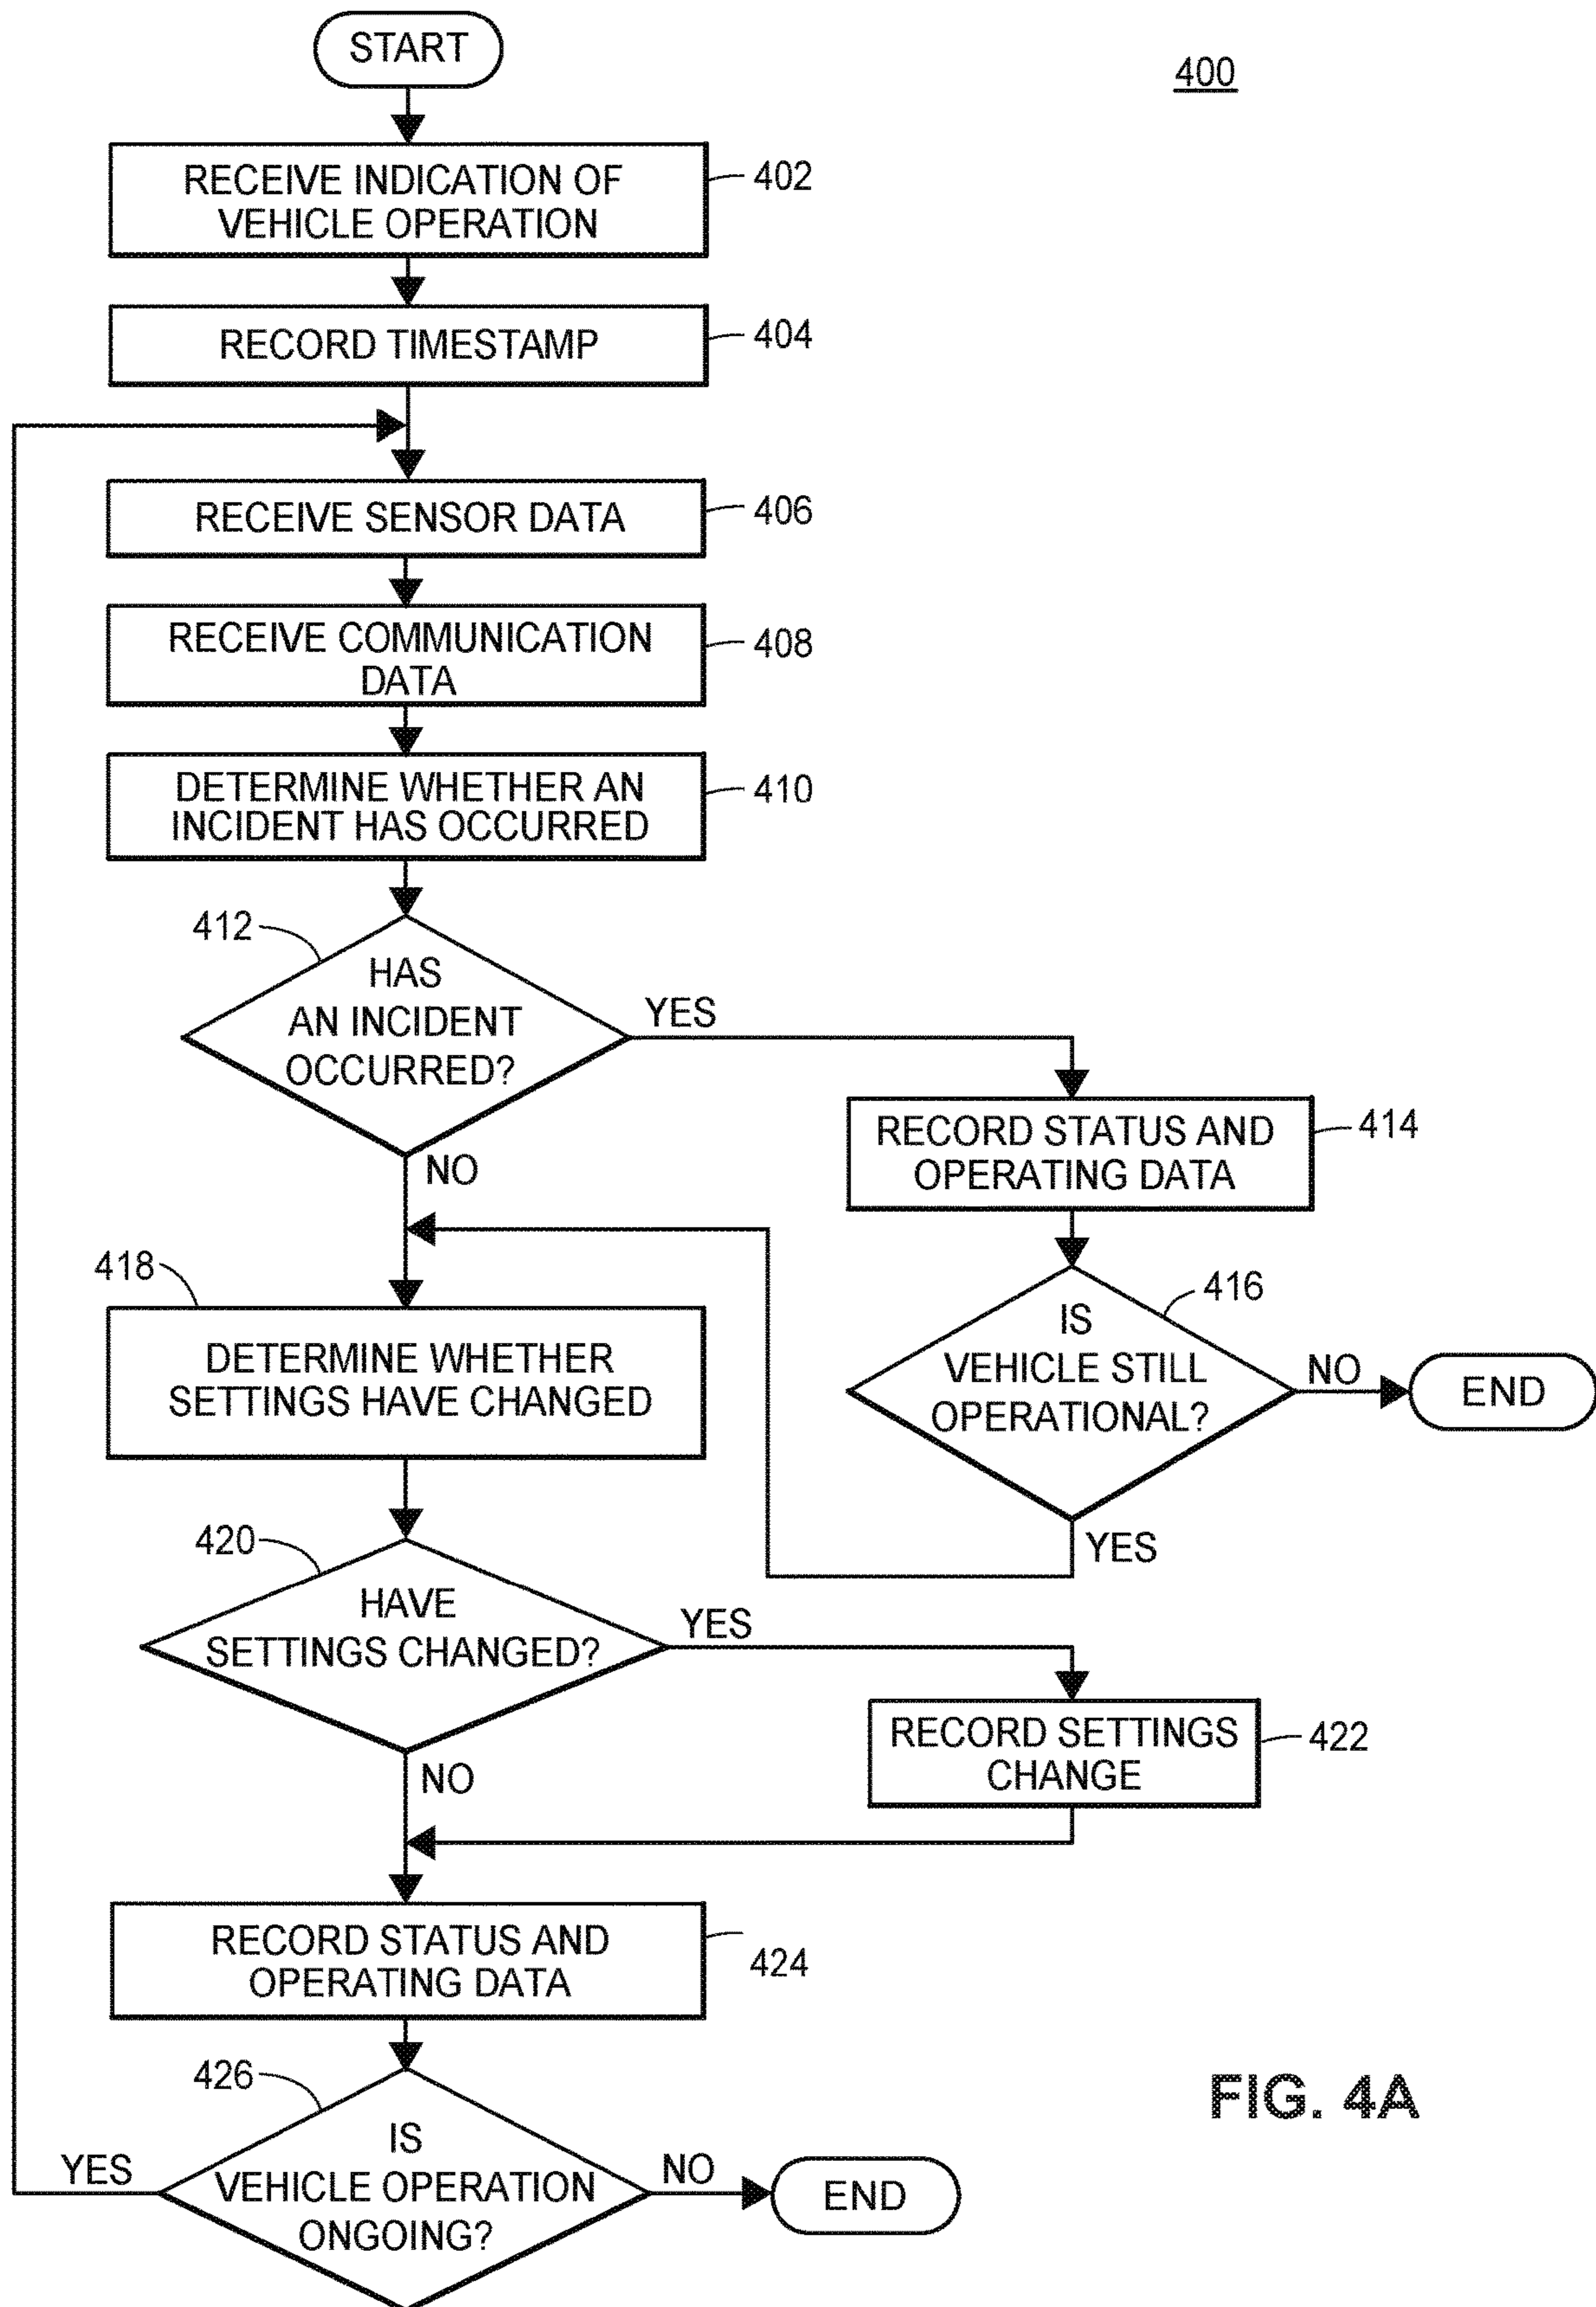 START
400
RECEIVE INDICATION OF
VEHICLE OPERATION
402
RECORD TIMESTAMP
404
RECEIVE SENSOR DATA
406
RECEIVE COMMUNICATION
DATA
408
DETERMINE WHETHER AN
INCIDENT HAS OCCURRED
410
412
HAS
AN INCIDENT
OCCURRED?
YES
NO
RECORD STATUS AND
OPERATING DATA
414
IS
VEHICLE STILL
OPERATIONAL?
416
NO
END
YES
418
DETERMINE WHETHER
SETTINGS HAVE CHANGED
420
HAVE
SETTINGS CHANGED?
YES
NO
RECORD SETTINGS
CHANGE
422
RECORD STATUS AND
OPERATING DATA
424
426
IS
VEHICLE OPERATION
ONGOING?
YES
NO
END
FIG. 4A